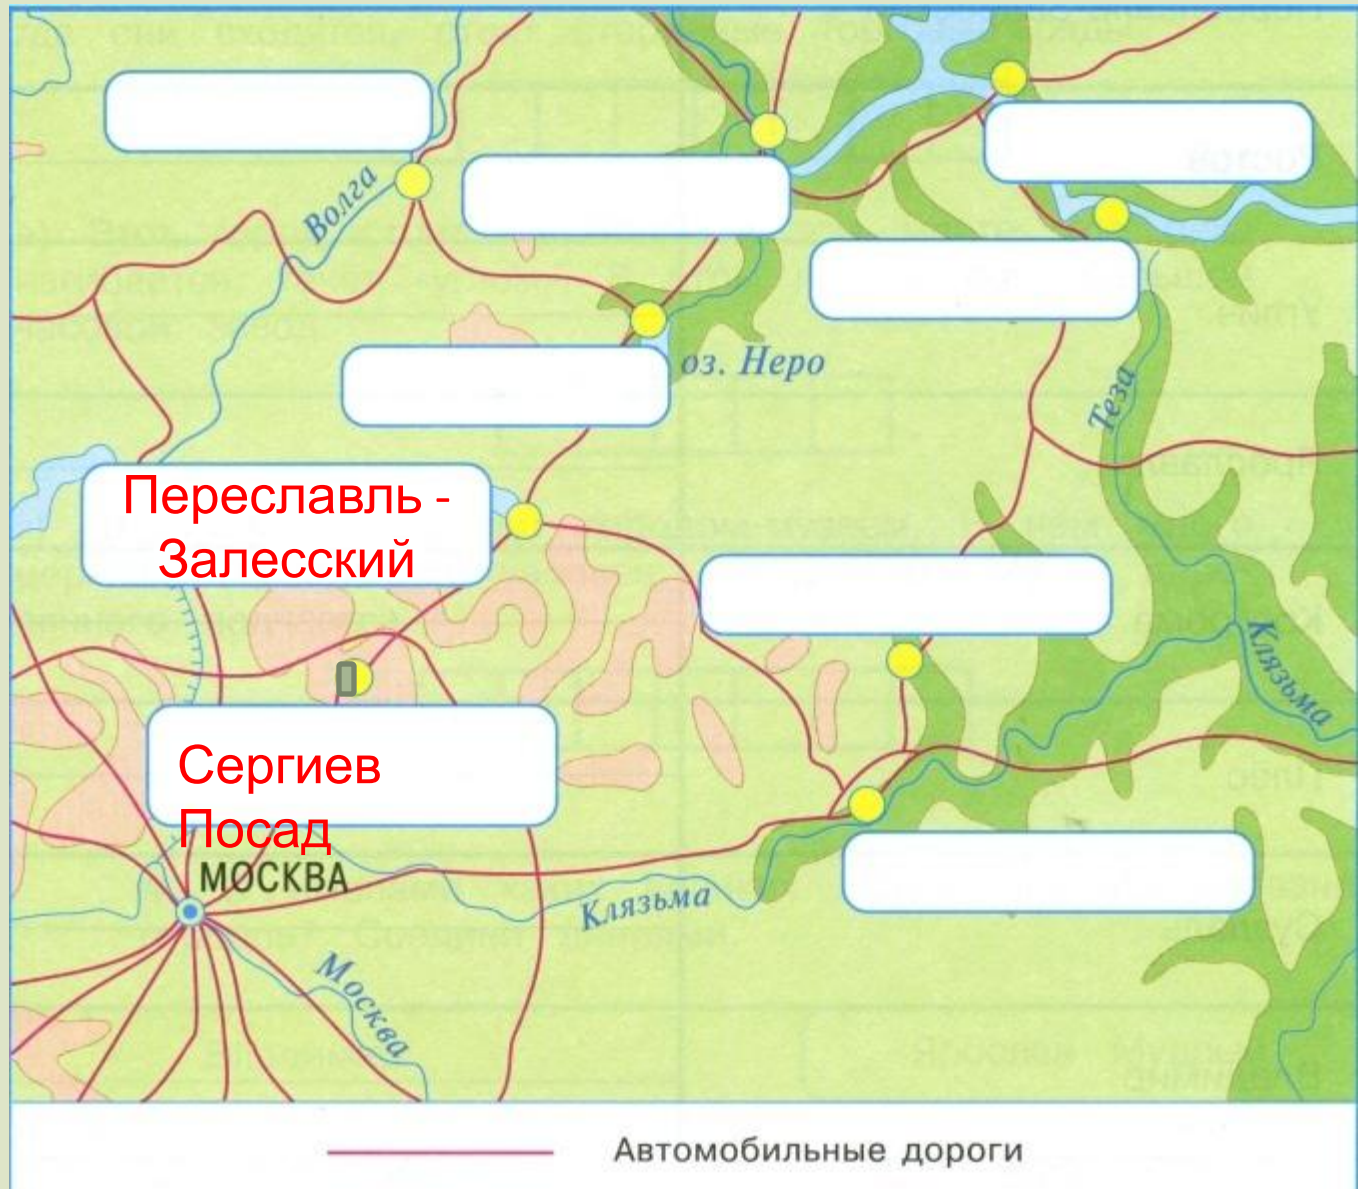 Волга
оз. Неро
Теза
Переславль -
Залесский
Клязьма
Сергиев
Посад
МОСКВА
Клязьма
Москва
Автомобильные дороги